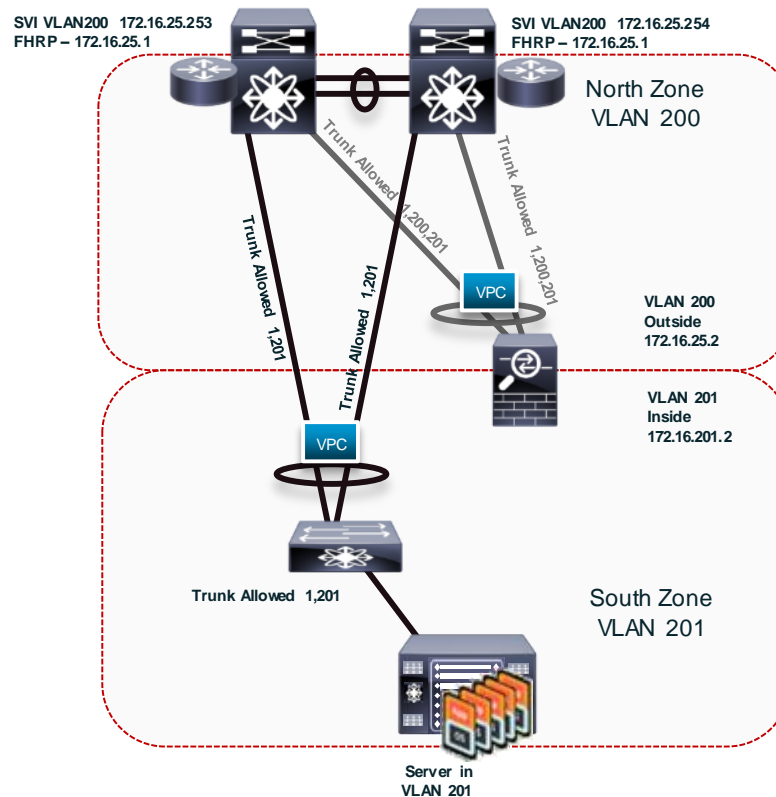 SVI VLAN200 172.16.25.253
FHRP – 172.16.25.1
SVI VLAN200 172.16.25.254
FHRP – 172.16.25.1
North Zone
VLAN 200
Trunk Allowed 1,200,201
Trunk Allowed 1,200,201
Trunk Allowed 1,201
Trunk Allowed 1,201
VPC
VLAN 200
Outside
172.16.25.2
VLAN 201
Inside
172.16.201.2
VPC
Trunk Allowed 1,201
South Zone
VLAN 201
Server in
VLAN 201